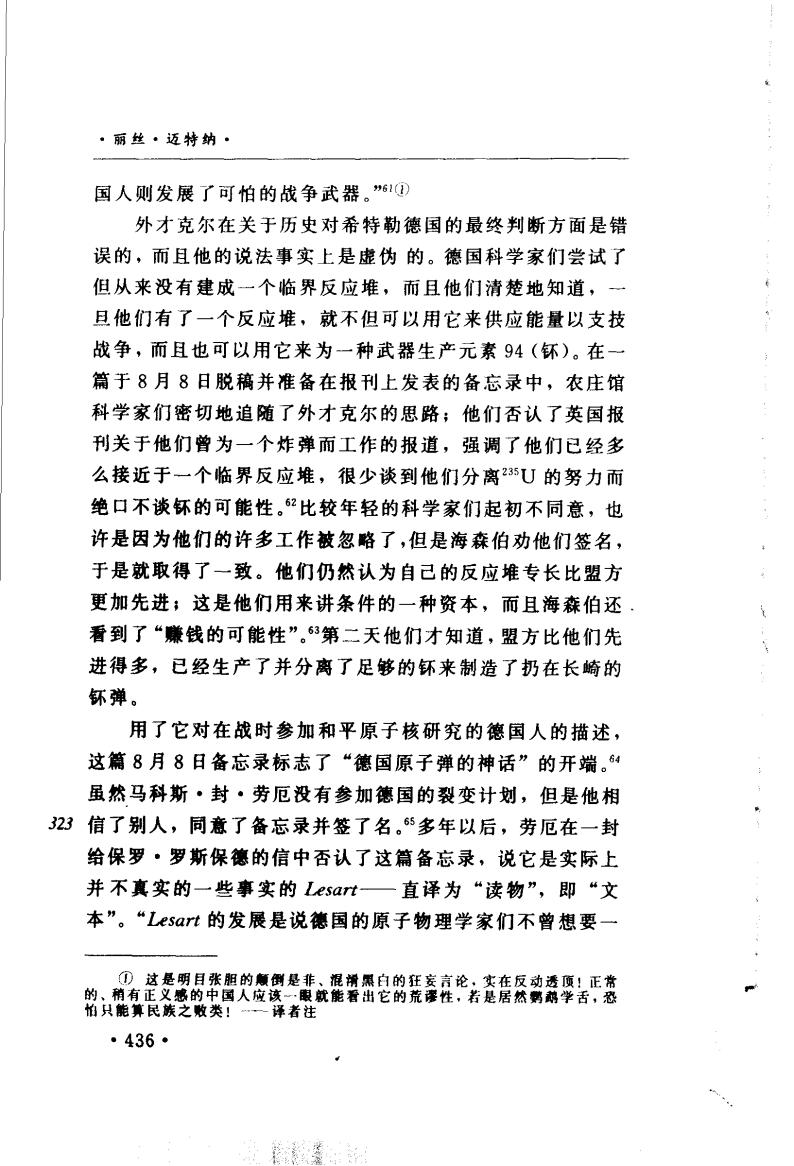 ·丽丝·迈特纳·
国人则发展了可怕的战争武器。”61①
外才克尔在关于历史对希特勒德国的最终判断方面是错
误的，而且他的说法事实上是虚伪 的。德国科学家们尝试了
但从来没有建成一个临界反应堆，而且他们清楚地知道，一
旦他们有了一个反应堆，就不但可以用它来供应能量以支技
战争，而且也可以用它来为一种武器生产元素 94（钚）。在一
篇于 8 月 8 日脱稿并准备在报刊上发表的备忘录中，农庄馆
科学家们密切地追随了外才克尔的思路；他们否认了英国报
刊关于他们曾为一个炸弹而工作的报道，强调了他们已经多
么接近于一个临界反应堆，很少谈到他们分离²³⁵U 的努力而
绝口不谈钚的可能性。62比较年轻的科学家们起初不同意，也
许是因为他们的许多工作被忽略了，但是海森伯劝他们签名，
于是就取得了一致。他们仍然认为自己的反应堆专长比盟方
更加先进；这是他们用来讲条件的一种资本，而且海森伯还
看到了“赚钱的可能性”。63第二天他们才知道，盟方比他们先
进得多，已经生产了并分离了足够的钚来制造了扔在长崎的
钚弹。
用了它对在战时参加和平原子核研究的德国人的描述，
这篇 8 月 8 日备忘录标志了“德国原子弹的神话”的开端。64
虽然马科斯·封·劳厄没有参加德国的裂变计划，但是他相
323 信了别人，同意了备忘录并签了名。65多年以后，劳厄在一封
给保罗·罗斯保德的信中否认了这篇备忘录，说它是实际上
并不真实的一些事实的 Lesart——直译为“读物”，即“文
本”。“Lesart 的发展是说德国的原子物理学家们不曾想要一
① 这是明目张胆的颠倒是非、混淆黑白的狂妄言论，实在反动透顶！正常
的、稍有正义感的中国人应该一眼就能看出它的荒谬性，若是居然鹦鹉学舌，恐
怕只能算民族之败类！——译者注
·436·